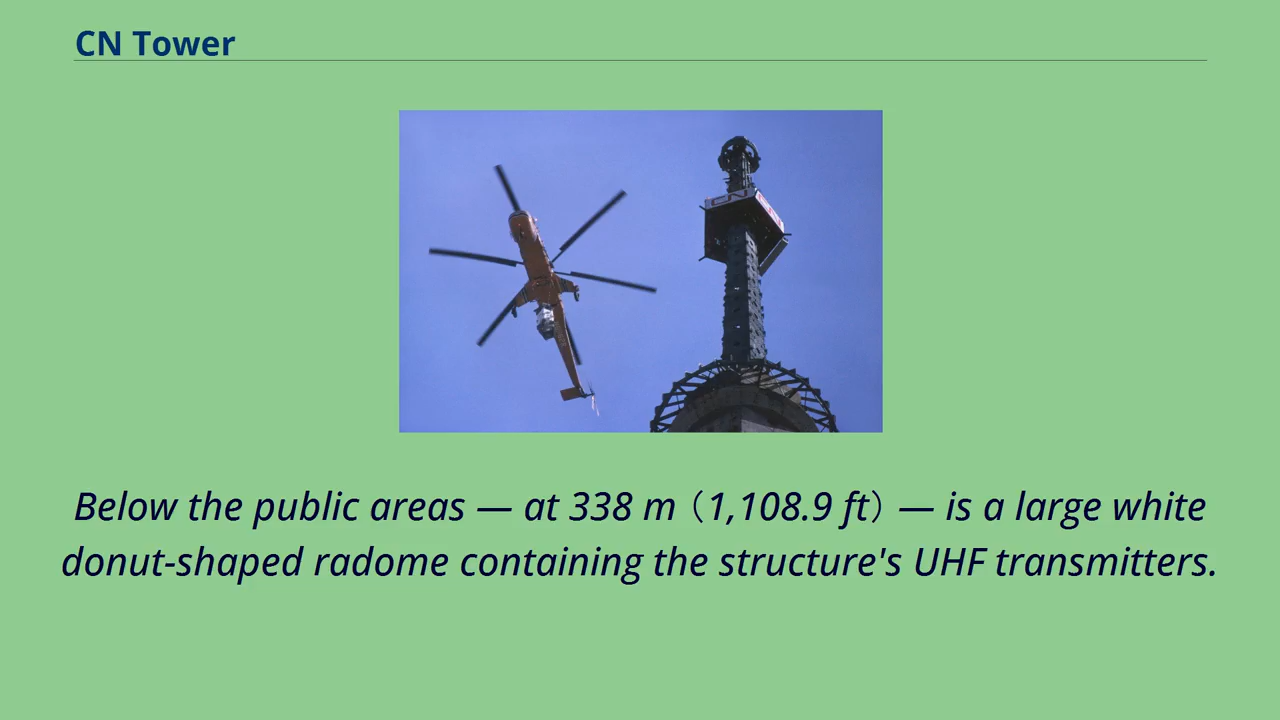 CN Tower
CN
Below the public areas — at 338 m（1,108.9 ft）— is a large white
donut-shaped radome containing the structure's UHF transmitters.